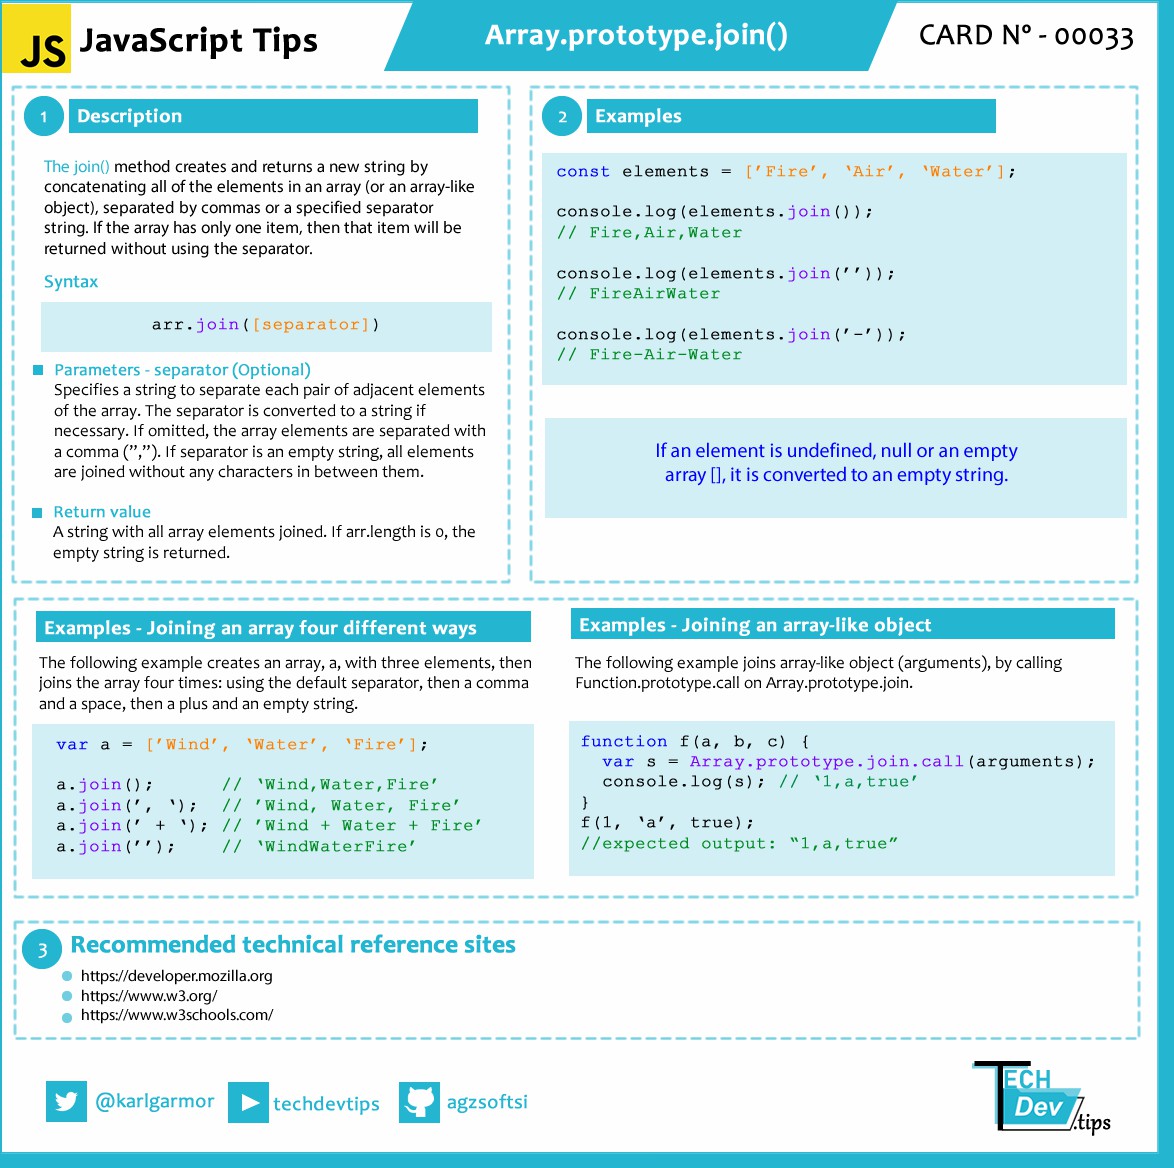 JS JavaScript Tips
Array.prototype.join()
CARD Nº - 00033
1 Description
The join() method creates and returns a new string by
concatenating all of the elements in an array (or an array-like
object), separated by commas or a specified separator
string. If the array has only one item, then that item will be
returned without using the separator.
Syntax
arr.join([separator])
Parameters - separator (Optional)
Specifies a string to separate each pair of adjacent elements
of the array. The separator is converted to a string if
necessary. If omitted, the array elements are separated with
a comma (”,”). If separator is an empty string, all elements
are joined without any characters in between them.
Return value
A string with all array elements joined. If arr.length is 0, the
empty string is returned.
2 Examples
const elements = [’Fire’, ‘Air’, ‘Water’];
console.log(elements.join());
// Fire,Air,Water
console.log(elements.join(’’));
// FireAirWater
console.log(elements.join(’-’));
// Fire-Air-Water
If an element is undefined, null or an empty
array [], it is converted to an empty string.
Examples - Joining an array four different ways
The following example creates an array, a, with three elements, then
joins the array four times: using the default separator, then a comma
and a space, then a plus and an empty string.
var a = [’Wind’, ‘Water’, ‘Fire’];
a.join(); // ‘Wind,Water,Fire’
a.join(’, ‘); // ’Wind, Water, Fire’
a.join(’ + ‘); // ’Wind + Water + Fire’
a.join(’’); // ‘WindWaterFire’
Examples - Joining an array-like object
The following example joins array-like object (arguments), by calling
Function.prototype.call on Array.prototype.join.
function f(a, b, c) {
var s = Array.prototype.join.call(arguments);
console.log(s); // ‘1,a,true’
}
f(1, ‘a’, true);
//expected output: “1,a,true”
3 Recommended technical reference sites
https://developer.mozilla.org
https://www.w3.org/
https://www.w3schools.com/
@karlgarmor
techdevtips
agzsoftsi
TECH
Dev
.tips